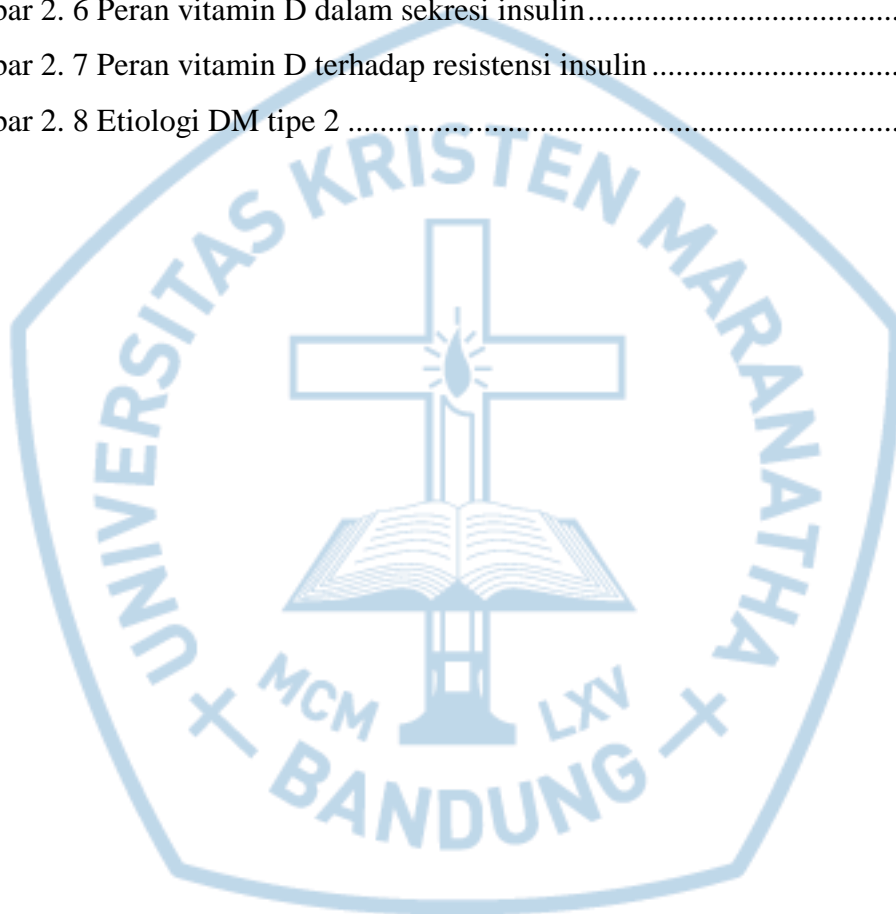 bar 2. 6 Peran vitamin D dalam sekresi insulin
bar 2. 7 Peran vitamin D terhadap resistensi insulin
bar 2. 8 Etiologi DM tipe 2
UNIVERSITAS KRISTEN MARANATHA
MCM LXV
+ BANDUNG +